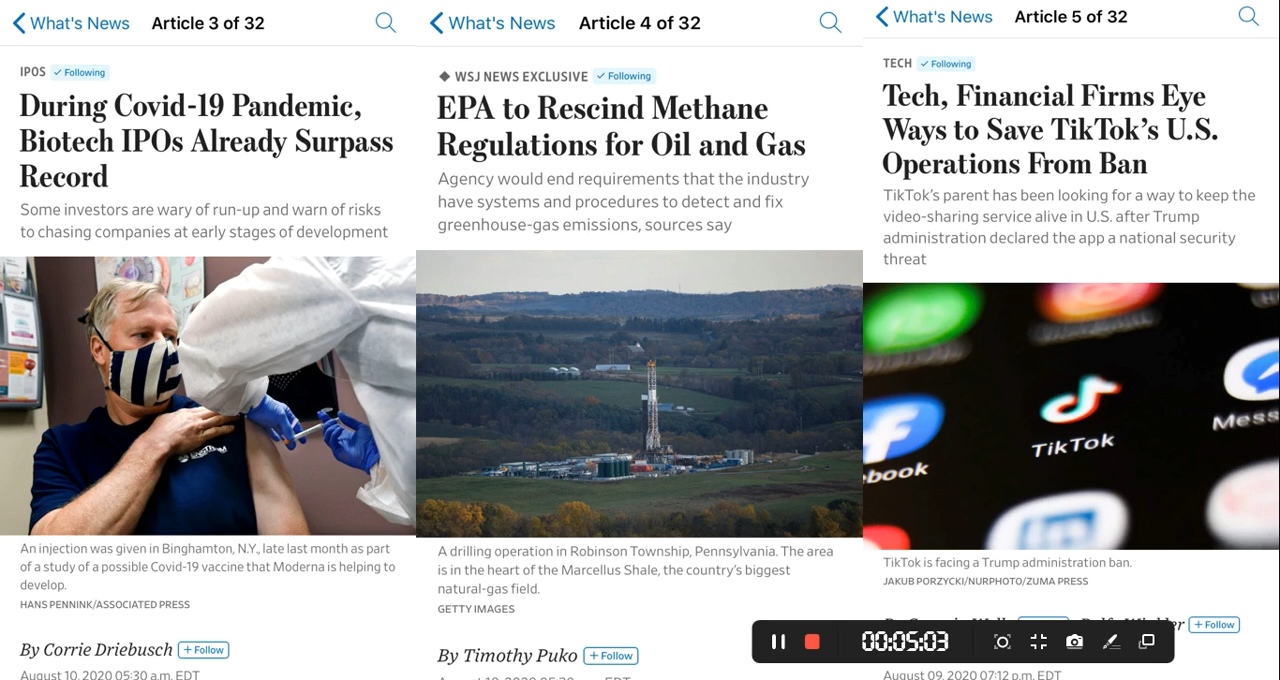 What's News
Article 3 of 32
IPOS
✓ Following
During Covid-19 Pandemic,
Biotech IPOs Already Surpass
Record
Some investors are wary of run-up and warn of risks
to chasing companies at early stages of development
An injection was given in Binghamton, N.Y., late last month as part
of a study of a possible Covid-19 vaccine that Moderna is helping to
develop.
HANS PENNINK/ASSOCIATED PRESS
By Corrie Driebusch
+ Follow
August 10, 2020 05:30 a.m. EDT
What's News
Article 4 of 32
◆ WSJ NEWS EXCLUSIVE
✓ Following
EPA to Rescind Methane
Regulations for Oil and Gas
Agency would end requirements that the industry
have systems and procedures to detect and fix
greenhouse-gas emissions, sources say
A drilling operation in Robinson Township, Pennsylvania. The area
is in the heart of the Marcellus Shale, the country's biggest
natural-gas field.
GETTY IMAGES
By Timothy Puko
+ Follow
What's News
Article 5 of 32
TECH
✓ Following
Tech, Financial Firms Eye
Ways to Save TikTok's U.S.
Operations From Ban
TikTok's parent has been looking for a way to keep the
video-sharing service alive in U.S. after Trump
administration declared the app a national security
threat
Mess
TikTok
ebook
TikTok is facing a Trump administration ban.
JAKUB PORZYCKI/NURPHOTO/ZUMA PRESS
+ Follow
00:05:03
August 09, 2020 07:12 p.m. EDT